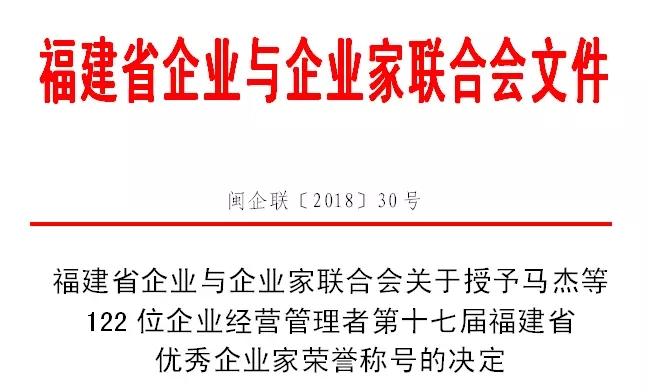 福建省企业与企业家联合会文件
闽企联〔2018〕30号
福建省企业与企业家联合会关于授予马杰等
122 位企业经营管理者第十七届福建省
优秀企业家荣誉称号的决定